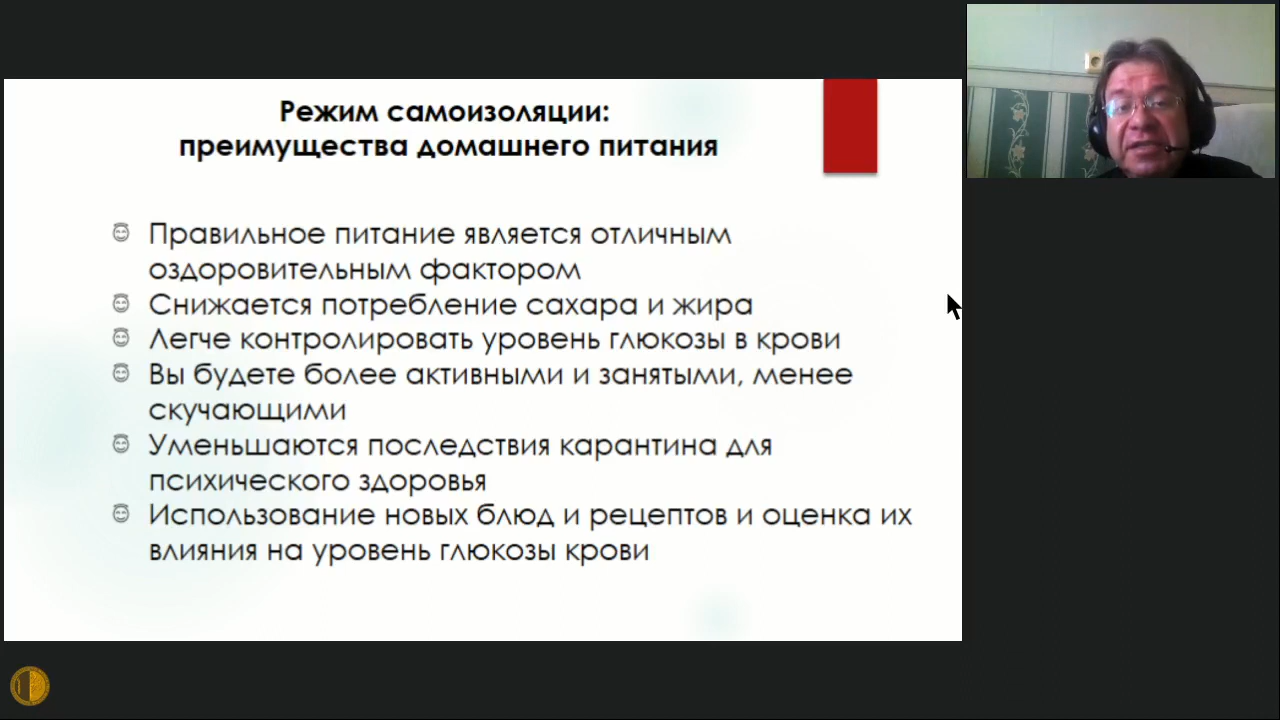 Режим самоизоляции:
преимущества домашнего питания
Правильное питание является отличным
оздоровительным фактором
Снижается потребление сахара и жира
Легче контролировать уровень глюкозы в крови
Вы будете более активными и занятыми, менее
скучающими
Уменьшаются последствия карантина для
психического здоровья
Использование новых блюд и рецептов и оценка их
влияния на уровень глюкозы крови